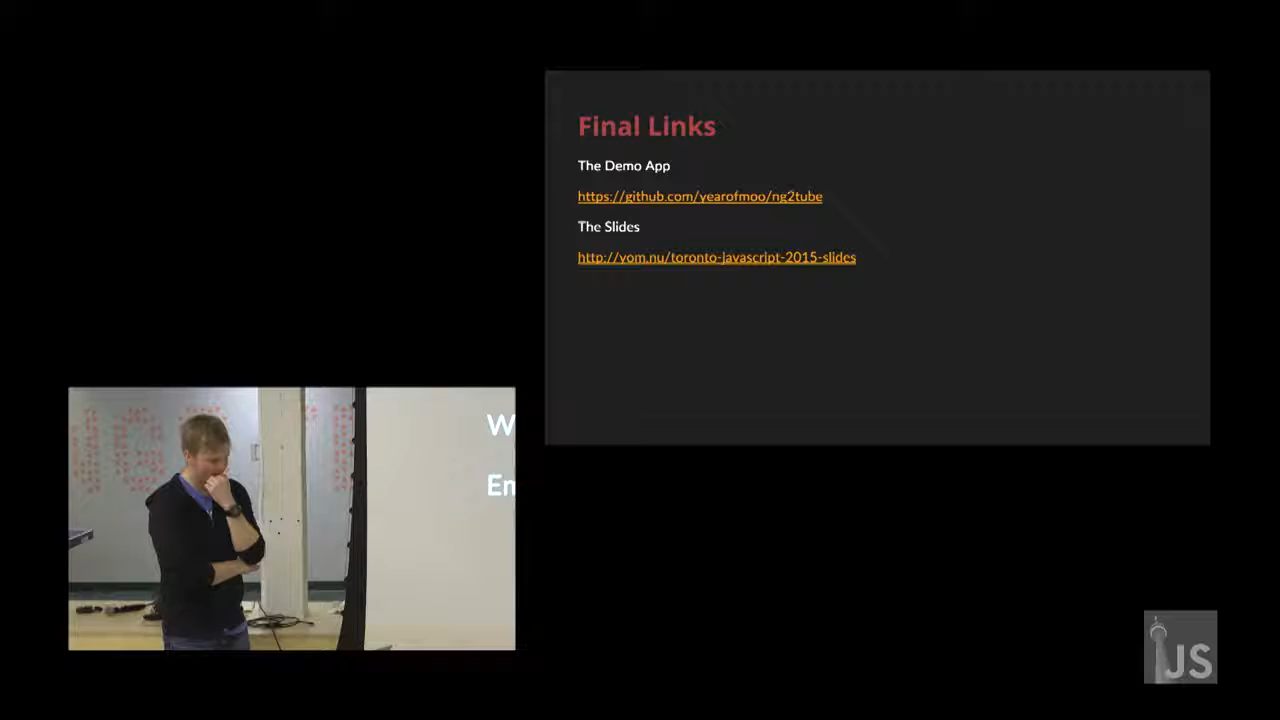 Final Links
The Demo App
https://github.com/yearofmoo/ng2tube
The Slides
http://yom.nu/toronto-javascript-2015-slides
W
En
JS